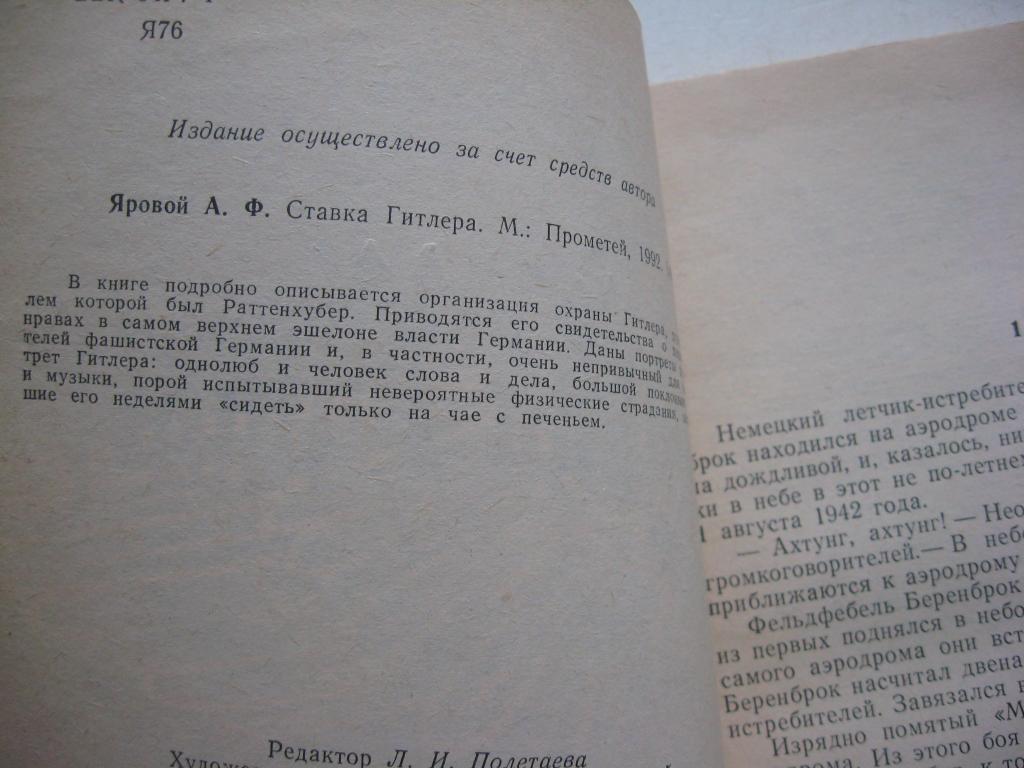 Я76
Издание осуществлено за счет средств автора
Яровой А. Ф. Ставка Гитлера. М.: Прометей, 1992.
В книге подробно описывается организация охраны Гитлера,
лем которой был Раттенхубер. Приводятся его свидетельства о
нравах в самом верхнем эшелоне власти Германии. Даны портреты
телей фашистской Германии и, в частности, очень непривычный для
трет Гитлера: однолюб и человек слова и дела, большой
и музыки, порой испытывавший невероятные физические страдания,
шие его неделями «сидеть» только на чае с печеньем.
Редактор Л. И. Полетаева
1
Немецкий летчик-истребите
брок находился на аэродроме
на дождливой, и, казалось, ни
ки в небе в этот не по-летнем
1 августа 1942 года.
— Ахтунг, ахтунг! — Нео
громкоговорителей.— В небе
приближаются к аэродрому
Фельдфебель Беренброк
из первых поднялся в небо
самого аэродрома они вст
Беренброк насчитал двена
истребителей. Завязался в
Изрядно помятый «М
дрома. Из этого боя